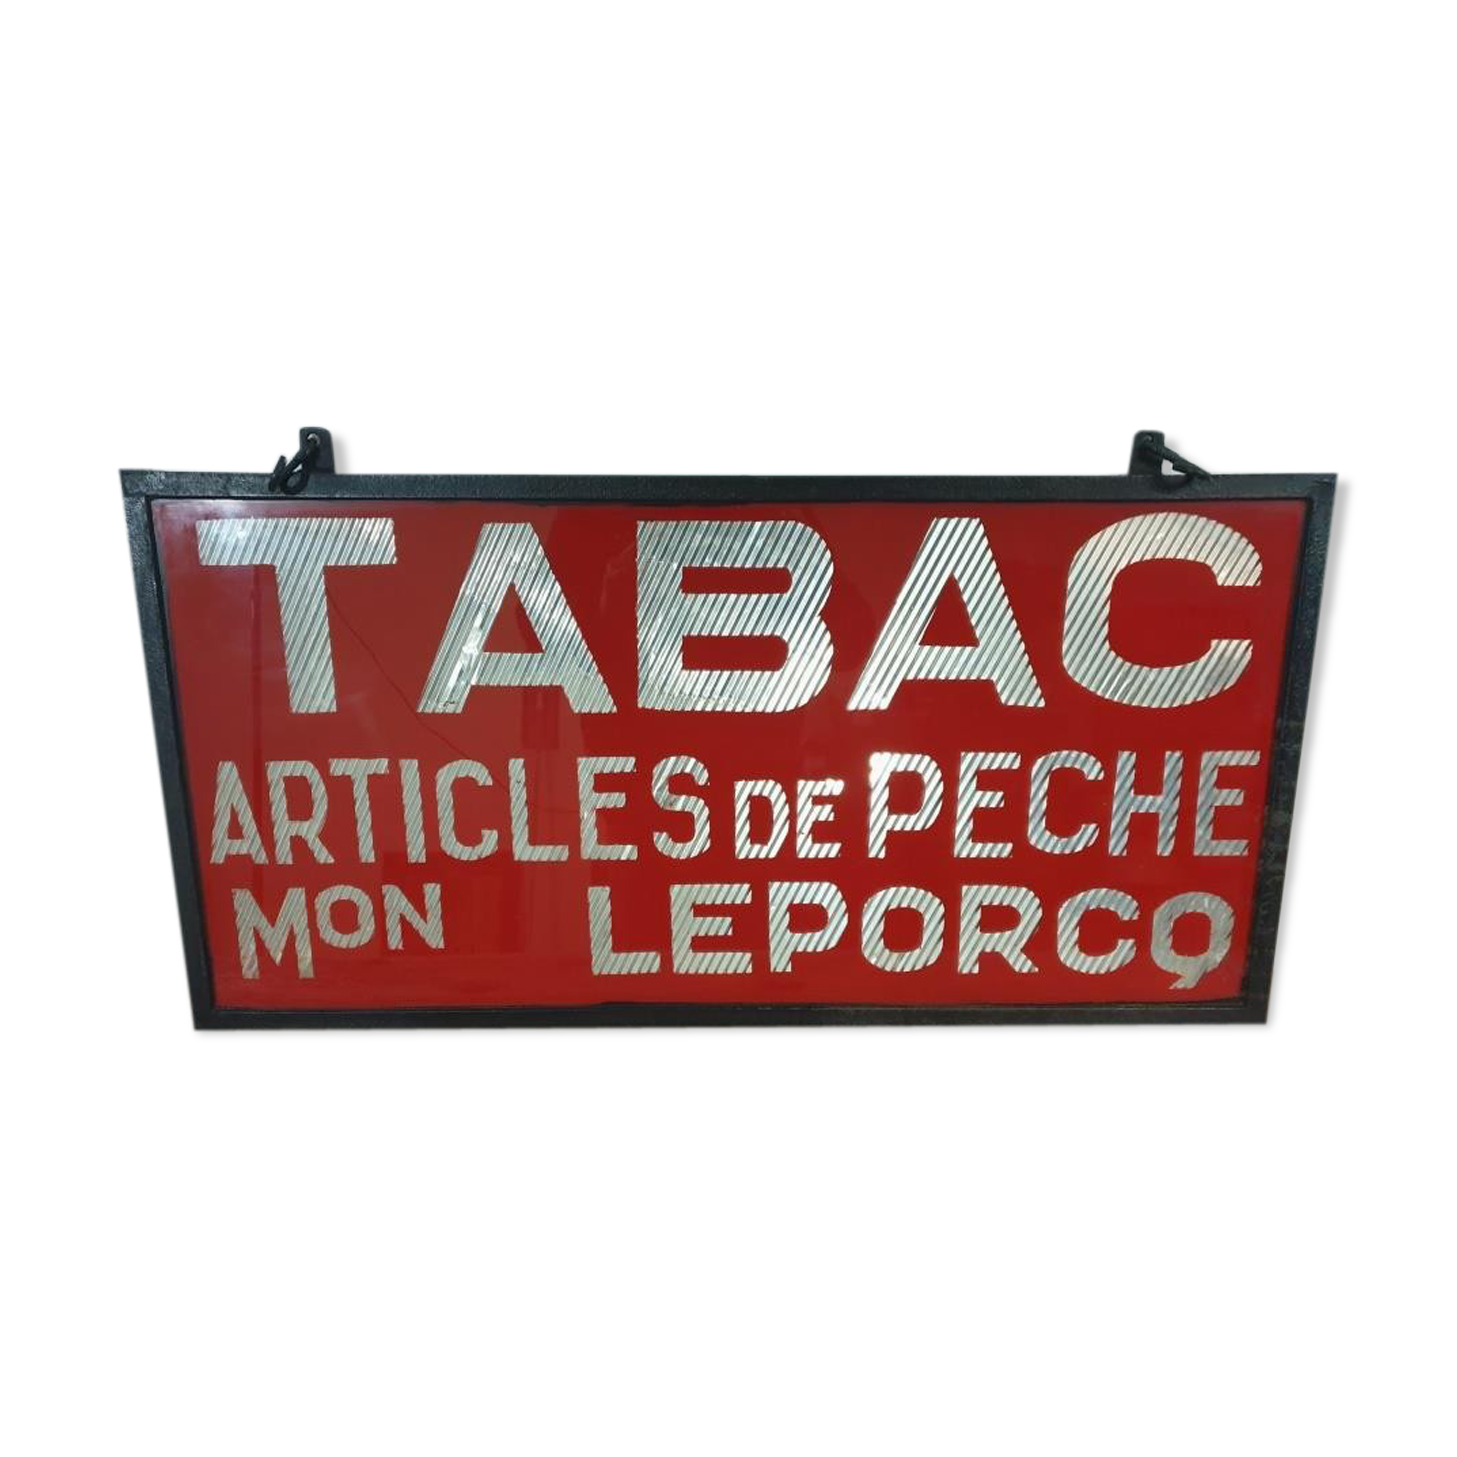 TABAC
ARTICLES DE PECHE
MON LEPORCQ